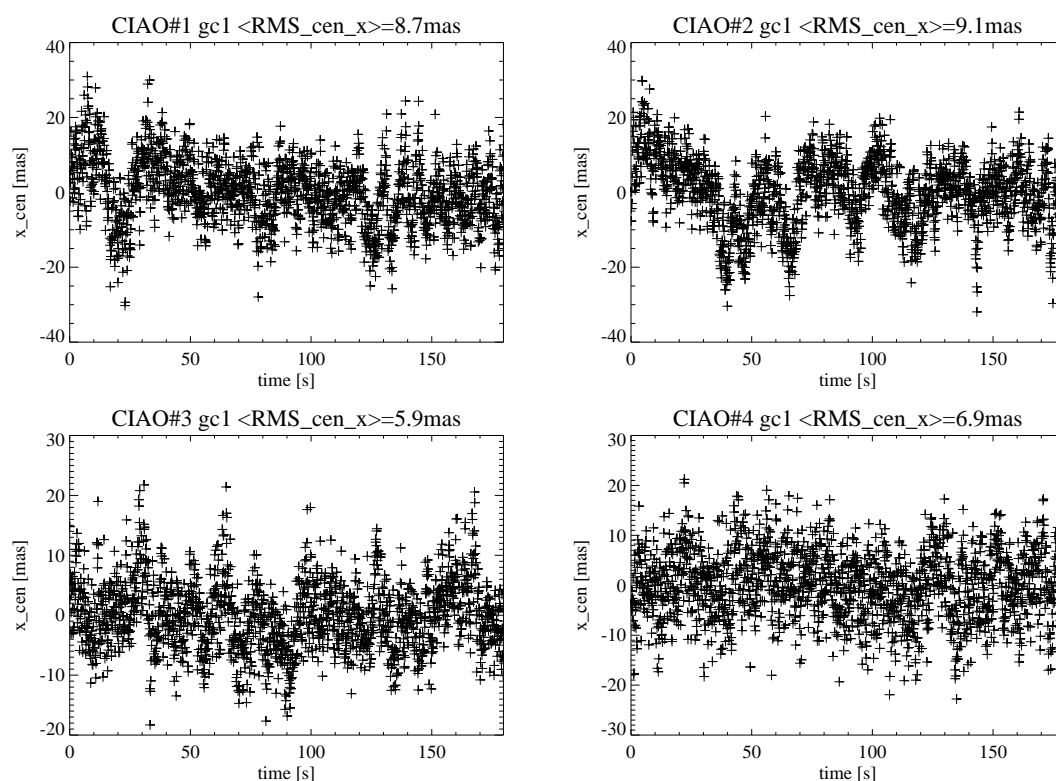 CIAO#1 gc1 <RMS_cen_x>=8.7mas
40
20
0
-20
-40
x_cen [mas]
0 50 100 150
time [s]
CIAO#2 gc1 <RMS_cen_x>=9.1mas
40
20
0
-20
-40
x_cen [mas]
0 50 100 150
time [s]
CIAO#3 gc1 <RMS_cen_x>=5.9mas
30
20
10
0
-10
-20
x_cen [mas]
0 50 100 150
time [s]
CIAO#4 gc1 <RMS_cen_x>=6.9mas
30
20
10
0
-10
-20
-30
x_cen [mas]
0 50 100 150
time [s]